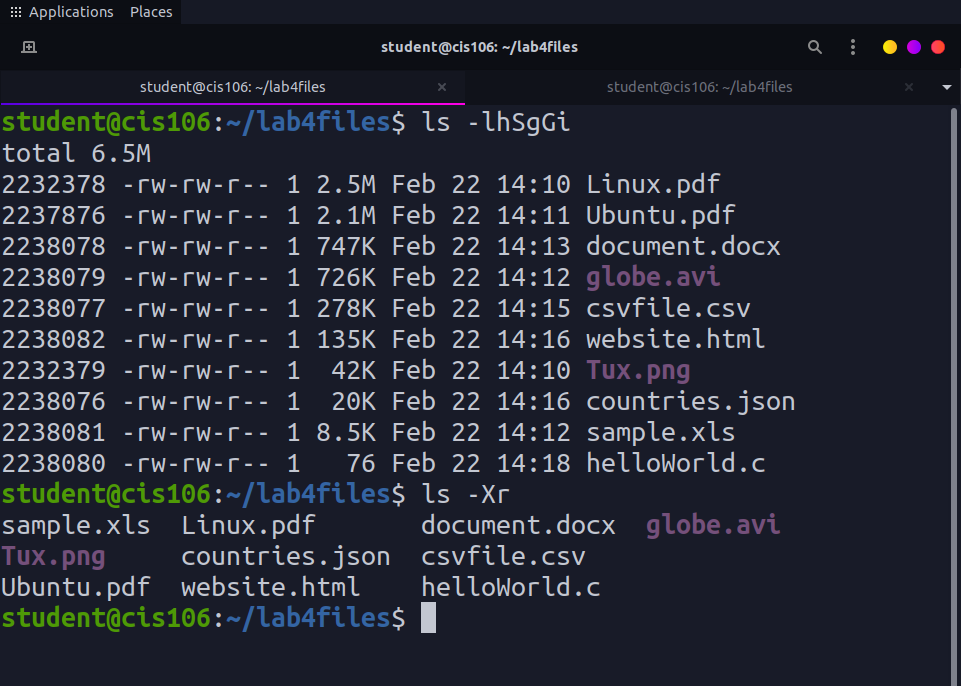 Applications Places
student@cis106: ~/lab4files
student@cis106: ~/lab4files × student@cis106: ~/lab4files ×
student@cis106:~/lab4files$ ls -lhSgGi
total 6.5M
2232378 -rw-rw-r-- 1 2.5M Feb 22 14:10 Linux.pdf
2237876 -rw-rw-r-- 1 2.1M Feb 22 14:11 Ubuntu.pdf
2238078 -rw-rw-r-- 1 747K Feb 22 14:13 document.docx
2238079 -rw-rw-r-- 1 726K Feb 22 14:12 globe.avi
2238077 -rw-rw-r-- 1 278K Feb 22 14:15 csvfile.csv
2238082 -rw-rw-r-- 1 135K Feb 22 14:16 website.html
2232379 -rw-rw-r-- 1  42K Feb 22 14:10 Tux.png
2238076 -rw-rw-r-- 1  20K Feb 22 14:16 countries.json
2238081 -rw-rw-r-- 1 8.5K Feb 22 14:12 sample.xls
2238080 -rw-rw-r-- 1   76 Feb 22 14:18 helloWorld.c
student@cis106:~/lab4files$ ls -Xr
sample.xls  Linux.pdf       document.docx  globe.avi
Tux.png     countries.json  csvfile.csv
Ubuntu.pdf  website.html    helloWorld.c
student@cis106:~/lab4files$